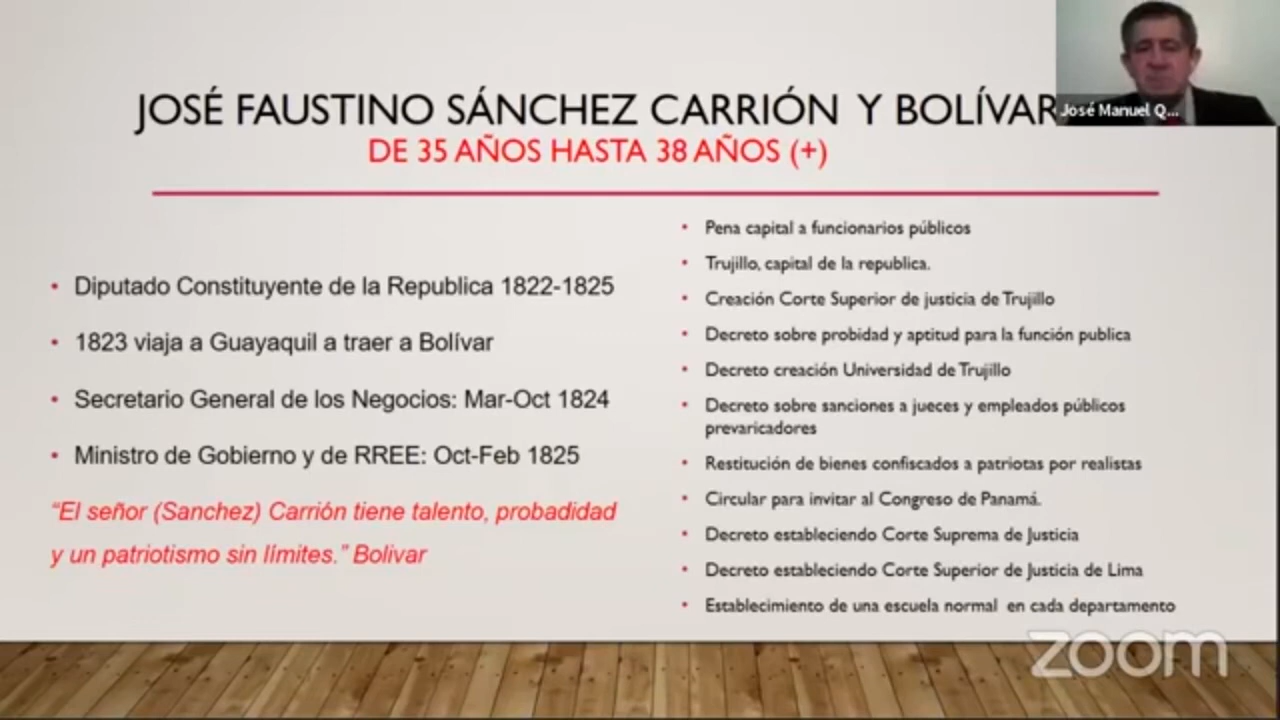 JOSÉ FAUSTINO SÁNCHEZ CARRIÓN Y BOLÍVAR
DE 35 AÑOS HASTA 38 AÑOS (+)
José Manuel Q...
• Diputado Constituyente de la Republica 1822-1825
• 1823 viaja a Guayaquil a traer a Bolívar
• Secretario General de los Negocios: Mar-Oct 1824
• Ministro de Gobierno y de RREE: Oct-Feb 1825
“El señor (Sanchez) Carrión tiene talento, probadidad
y un patriotismo sin límites.” Bolivar
• Pena capital a funcionarios públicos
• Trujillo, capital de la republica.
• Creación Corte Superior de justicia de Trujillo
• Decreto sobre probidad y aptitud para la función publica
• Decreto creación Universidad de Trujillo
• Decreto sobre sanciones a jueces y empleados públicos
prevaricadores
• Restitución de bienes confiscados a patriotas por realistas
• Circular para invitar al Congreso de Panamá.
• Decreto estableciendo Corte Suprema de Justicia
• Decreto estableciendo Corte Superior de Justicia de Lima
• Establecimiento de una escuela normal en cada departamento
zoom